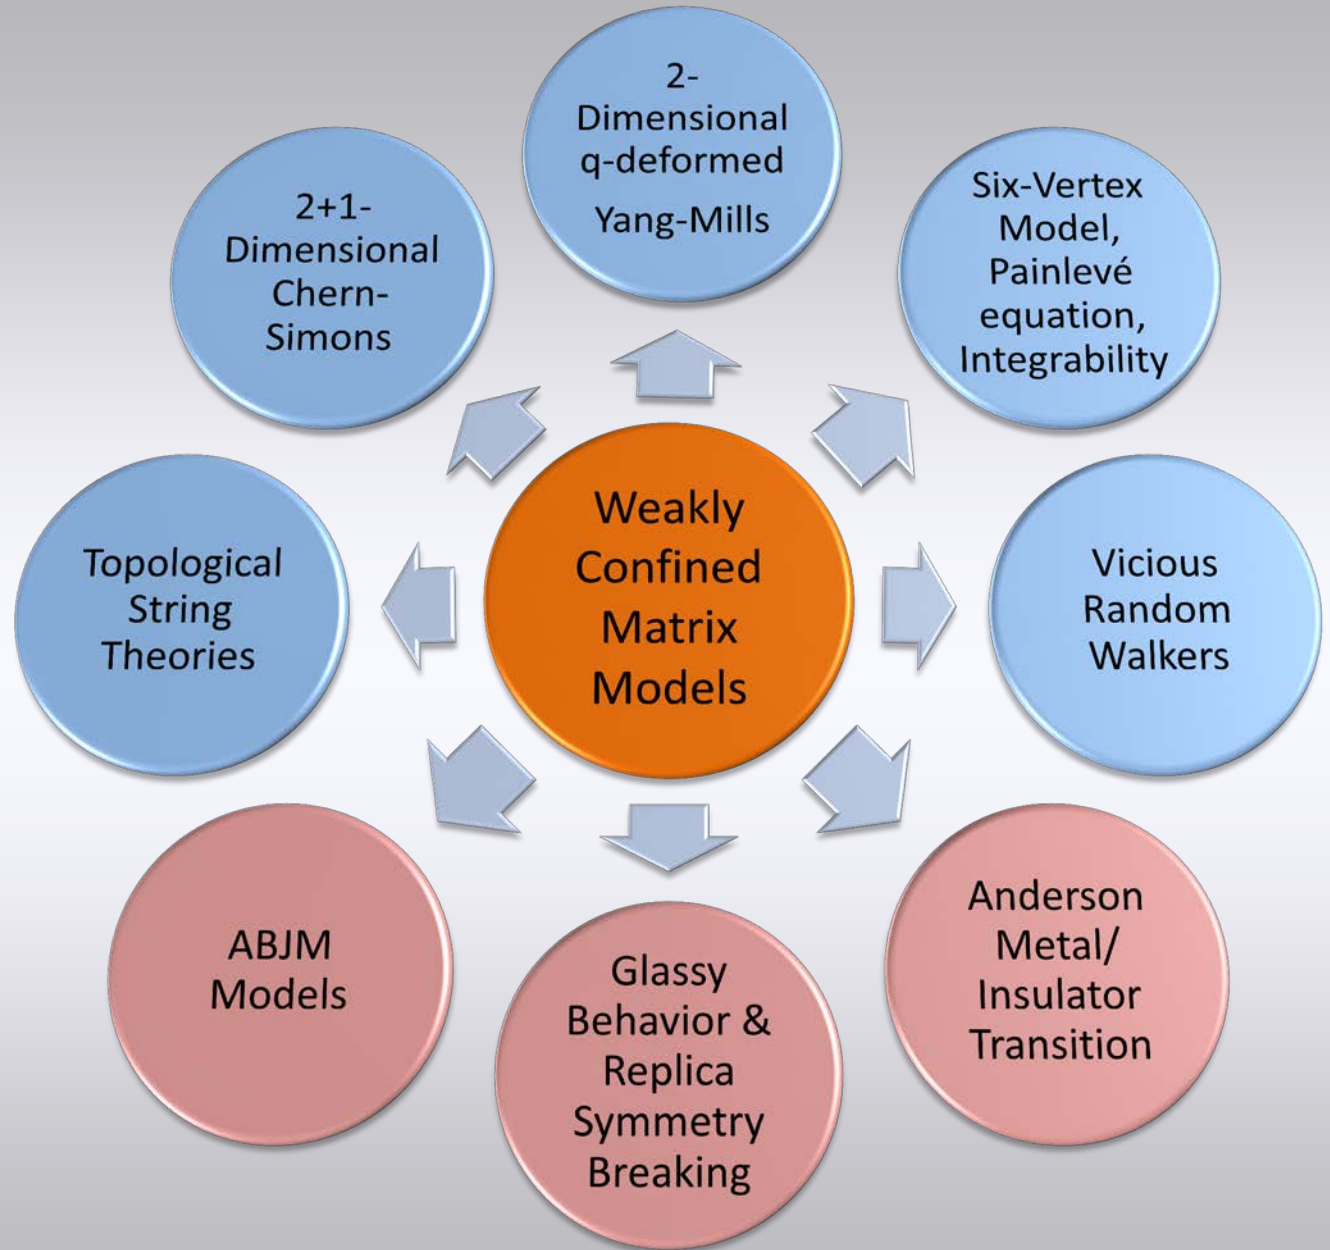 2-
Dimensional
q-deformed
Yang-Mills
2+1-
Dimensional
Chern-
Simons
Six-Vertex
Model,
Painlevé
equation,
Integrability
Weakly
Confined
Matrix
Models
Topological
String
Theories
Vicious
Random
Walkers
ABJM
Models
Glassy
Behavior &
Replica
Symmetry
Breaking
Anderson
Metal/
Insulator
Transition